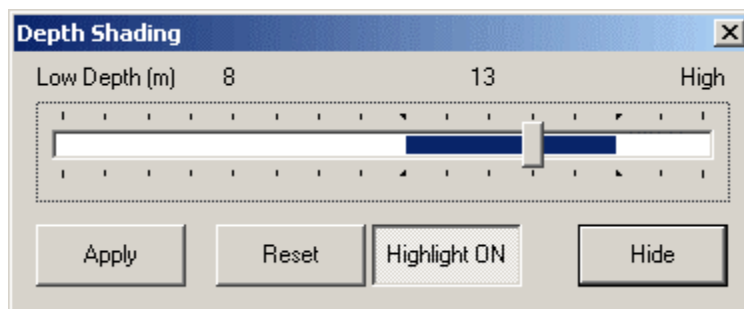 Depth Shading
Low Depth (m) 8 13 High
Apply Reset Highlight ON Hide